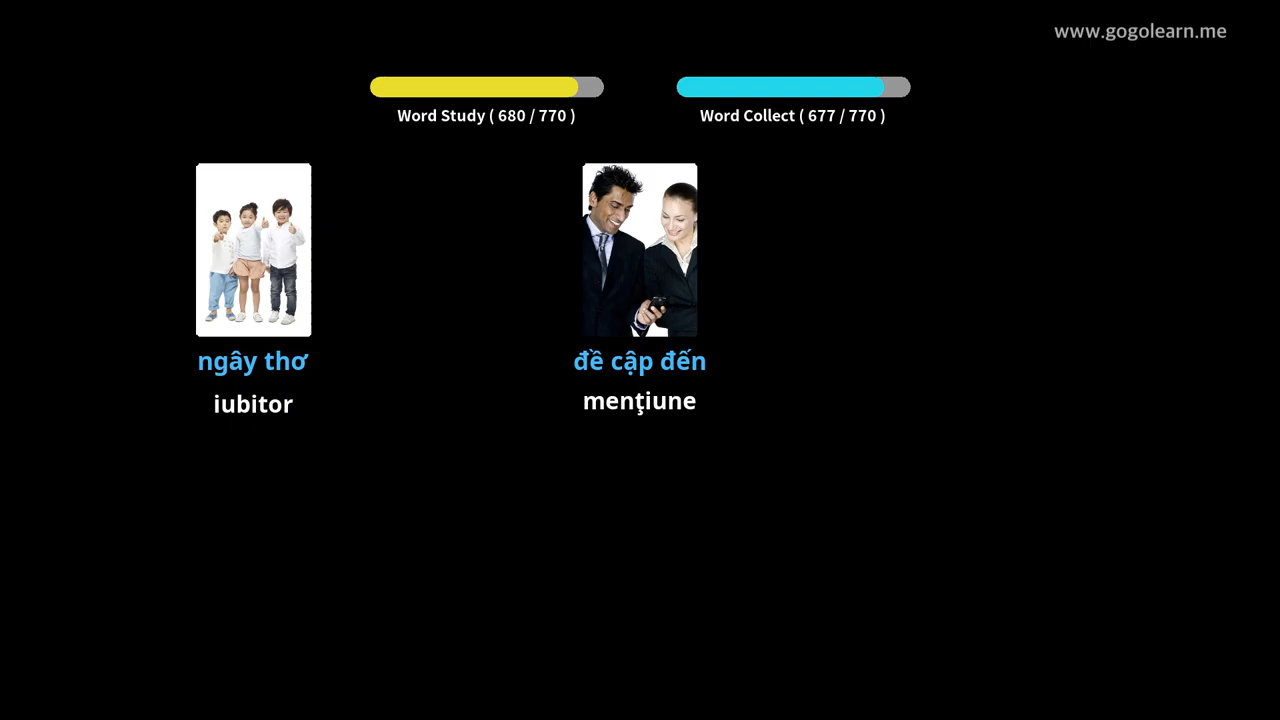 www.gogolearn.me
Word Study ( 680 / 770 )
Word Collect ( 677 / 770 )
ngây thơ
iubitor
đề cập đến
menţiune